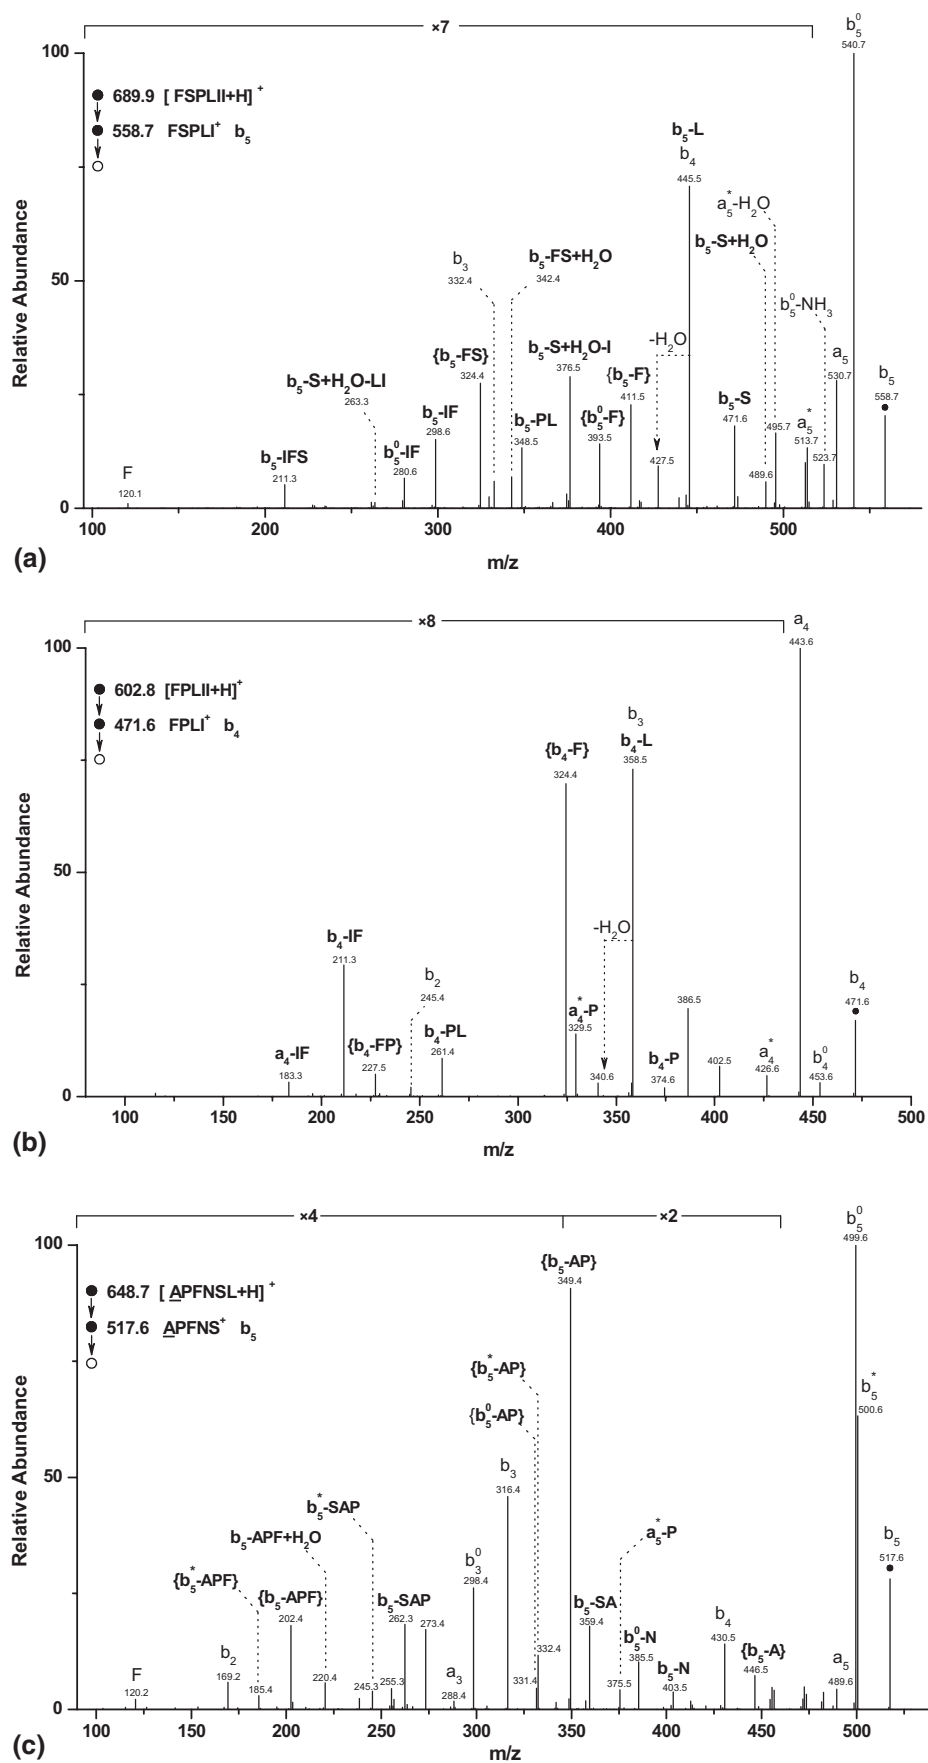 ×7
b₅⁰
540.7
100
689.9 [ FSPLII+H] ⁺
558.7 FSPLI⁺ b₅
b₅-L
b₄
445.5
a₅*-H₂O
b₅-S+H₂O
b₅-FS+H₂O
342.4
b₃
332.4
b₅⁰-NH₃
-H₂O
a₅
530.7
b₅
558.7
{b₅-FS}
324.4
b₅-S+H₂O-I
376.5
{b₅-F}
411.5
b₅-S+H₂O-LI
263.3
b₅-IF
298.6
b₅-PL
348.5
{b₅⁰-F}
393.5
b₅-S
471.6
495.7
a₅*
513.7
b₅-IFS
211.3
b₅⁰-IF
280.6
427.5
489.6
523.7
F
120.1
50
0
Relative Abundance
100 200 300 400 500
m/z
(a)
×8
a₄
443.6
100
602.8 [FPLII+H]⁺
471.6 FPLI⁺ b₄
b₃
b₄-L
358.5
{b₄-F}
324.4
-H₂O
b₄-IF
211.3
b₂
245.4
a₄*-P
329.5
b₄
471.6
386.5
a₄-IF
183.3
{b₄-FP}
227.5
b₄-PL
261.4
340.6
b₄-P
374.6
402.5
a₄*
426.6
b₄⁰
453.6
50
0
Relative Abundance
100 125 150 175 200 225 250 275 300 325 350 375 400 425 450 475 500
m/z
(b)
×4 ×2
b₅⁰
499.6
100
648.7 [ APFNSL+H] ⁺
517.6 APFNS⁺ b₅
{b₅-AP}
349.4
{b₅*-AP}
{b₅⁰-AP}
b₅*
500.6
b₃
316.4
b₅*-SAP
b₅-APF+H₂O
a₅*-P
b₅
517.6
{b₅*-APF}
b₃⁰
298.4
{b₅-APF}
202.4
b₅-SAP
262.3
273.4
b₅-SA
359.4
b₅⁰-N
385.5
b₄
430.5
{b₅-A}
446.5
b₅-N
403.5
a₅
489.6
F
120.2
b₂
169.2
185.4
220.4
245.3
255.3
a₃
288.4
331.4
332.4
375.5
50
0
Relative Abundance
100 150 200 250 300 350 400 450 500
m/z
(c)